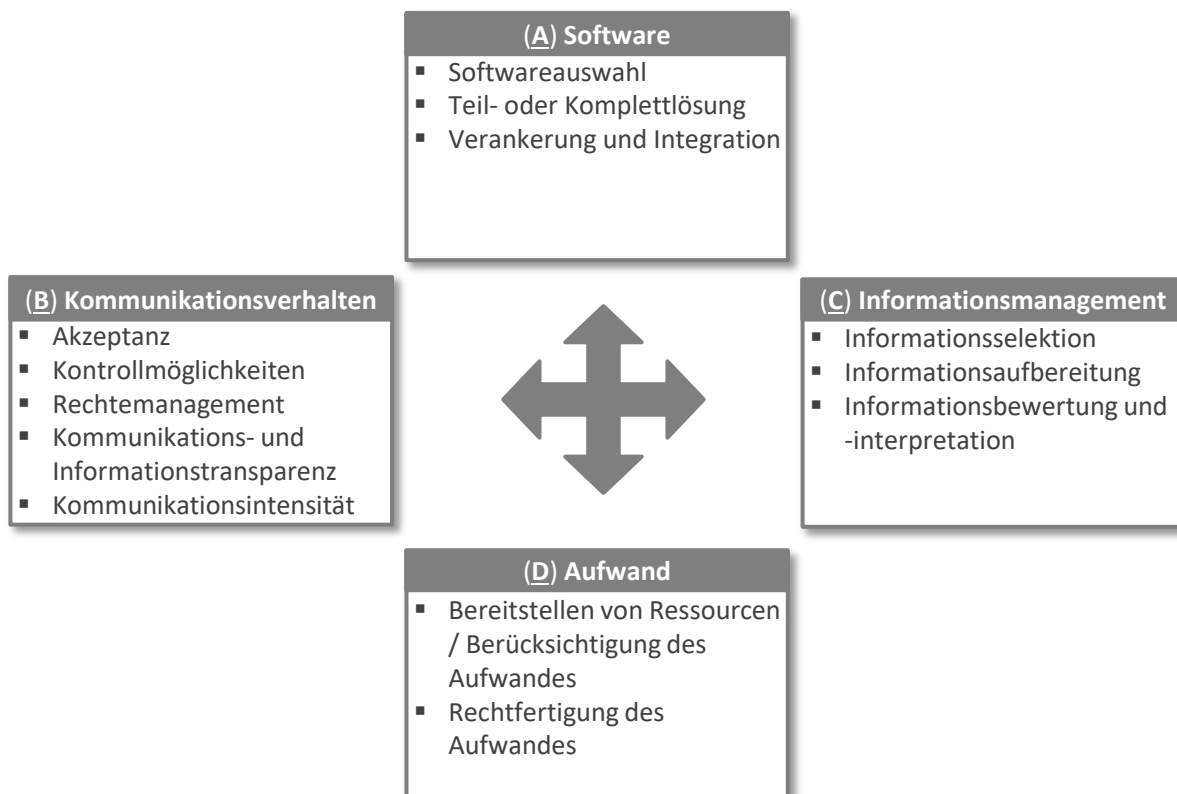 (A) Software
▪ Softwareauswahl
▪ Teil- oder Komplettlösung
▪ Verankerung und Integration
(B) Kommunikationsverhalten
▪ Akzeptanz
▪ Kontrollmöglichkeiten
▪ Rechtemanagement
▪ Kommunikations- und
Informationstransparenz
▪ Kommunikationsintensität
(C) Informationsmanagement
▪ Informationsselektion
▪ Informationsaufbereitung
▪ Informationsbewertung und
-interpretation
(D) Aufwand
▪ Bereitstellen von Ressourcen
/ Berücksichtigung des
Aufwandes
▪ Rechtfertigung des
Aufwandes